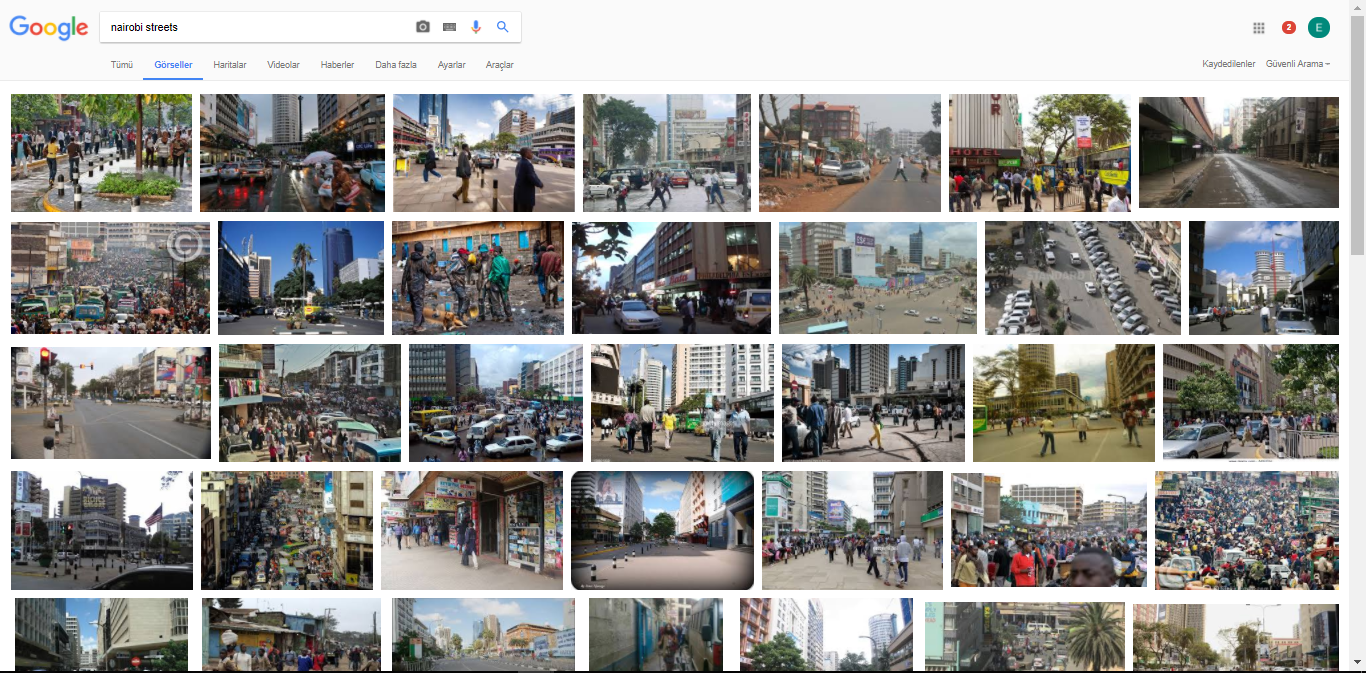 Google
nairobi streets
2
E
Tümü
Görseller
Haritalar
Videolar
Haberler
Daha fazla
Ayarlar
Araçlar
Kaydedilenler
Güvenli Arama
HOTEL
©